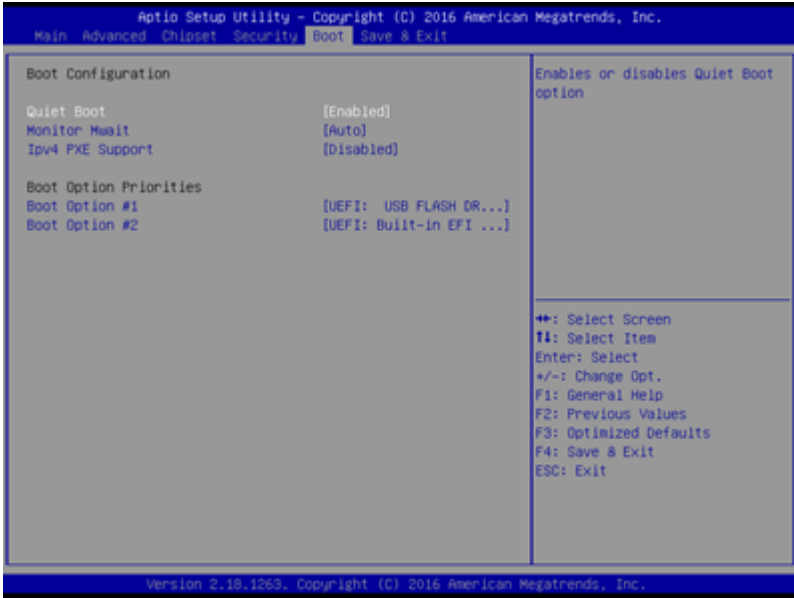 Aptio Setup Utility – Copyright (C) 2016 American Megatrends, Inc.
Main Advanced Chipset Security Boot Save & Exit
Boot Configuration
Quiet Boot [Enabled]
Monitor Mwait [Auto]
Ipv4 PXE Support [Disabled]
Boot Option Priorities
Boot Option #1 [UEFI: USB FLASH DR...]
Boot Option #2 [UEFI: Built-in EFI ...]
Enables or disables Quiet Boot
option
→←: Select Screen
↑↓: Select Item
Enter: Select
+/-: Change Opt.
F1: General Help
F2: Previous Values
F3: Optimized Defaults
F4: Save & Exit
ESC: Exit
Version 2.18.1263. Copyright (C) 2016 American Megatrends, Inc.